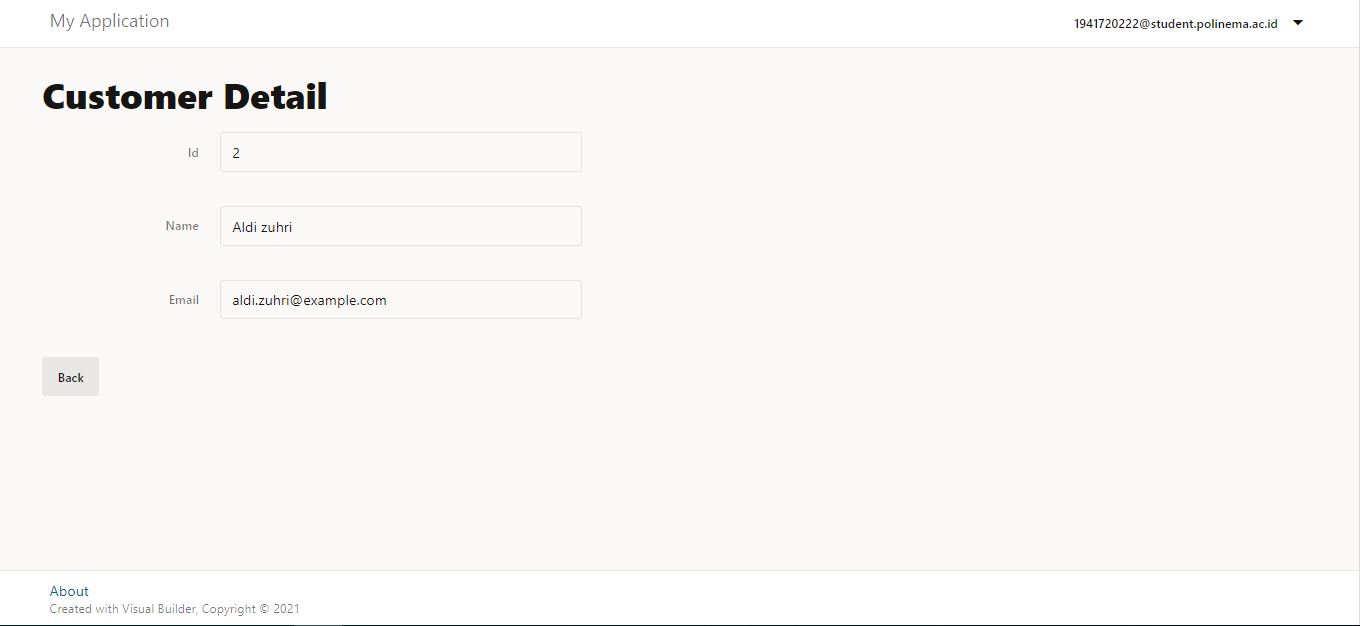 My Application
1941720222@student.polinema.ac.id
Customer Detail
Id
2
Name
Aldi zuhri
Email
aldi.zuhri@example.com
Back
About
Created with Visual Builder, Copyright © 2021